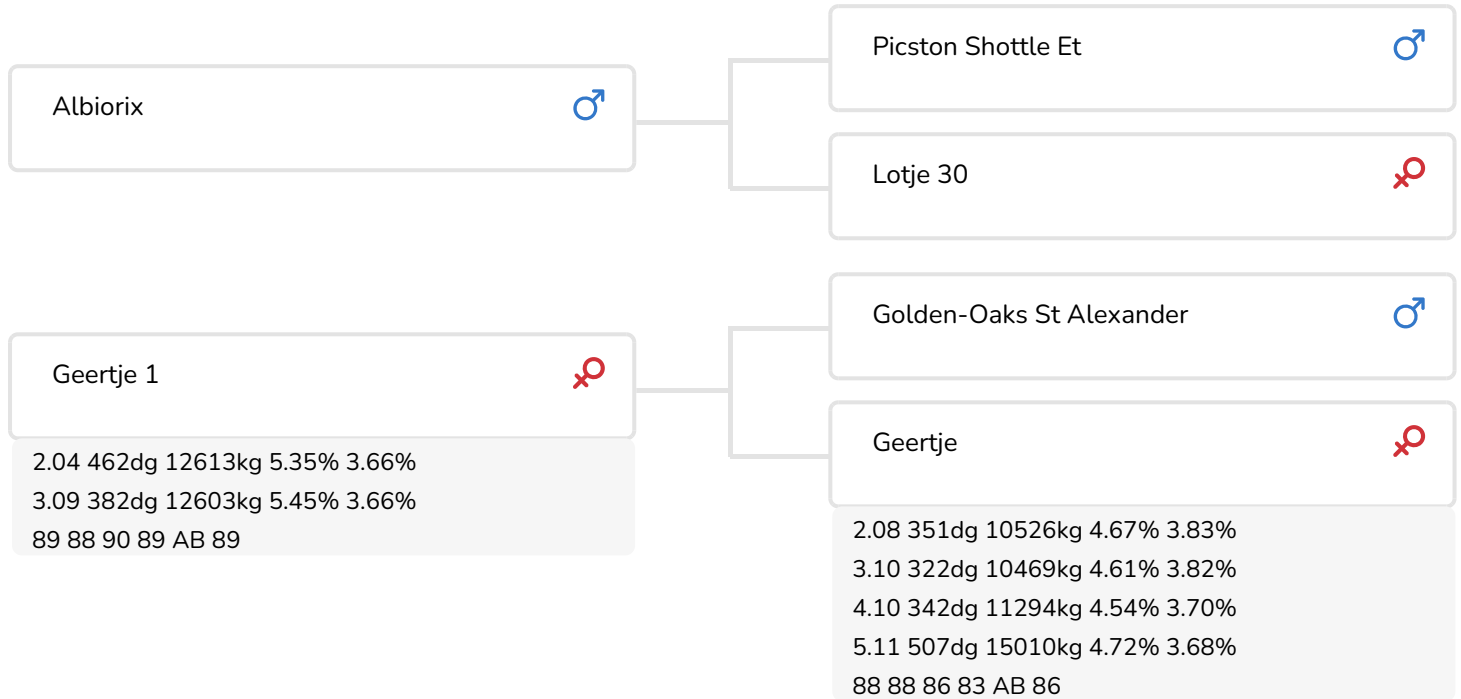 Albiorix
Picston Shottle Et
Lotje 30
Geertje 1
2.04 462dg 12613kg 5.35% 3.66%
3.09 382dg 12603kg 5.45% 3.66%
89 88 90 89 AB 89
Golden-Oaks St Alexander
Geertje
2.08 351dg 10526kg 4.67% 3.83%
3.10 322dg 10469kg 4.61% 3.82%
4.10 342dg 11294kg 4.54% 3.70%
5.11 507dg 15010kg 4.72% 3.68%
88 88 86 83 AB 86